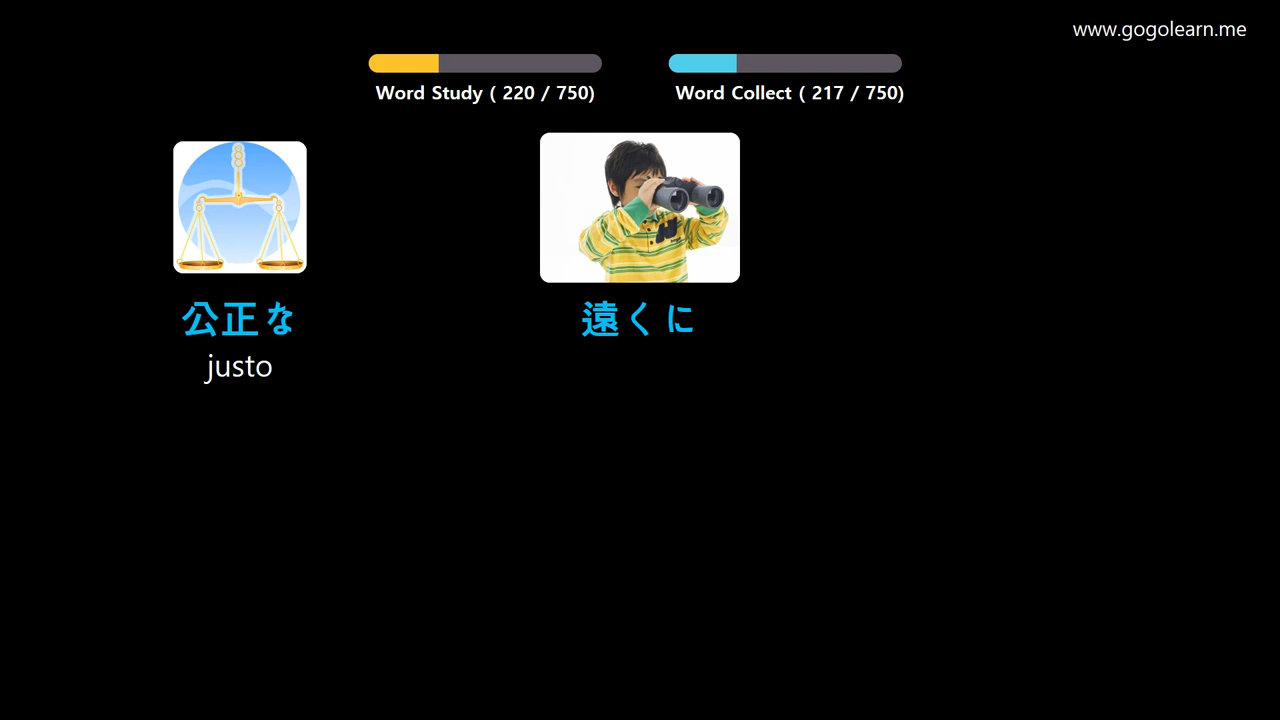 www.gogolearn.me
Word Study ( 220 / 750)
Word Collect ( 217 / 750)
公正な
justo
遠くに